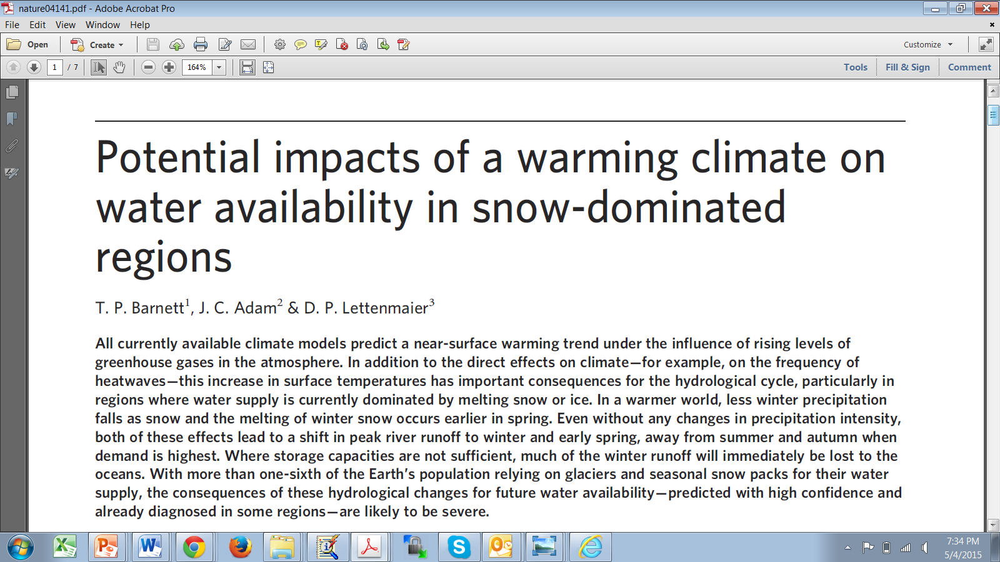 nature04141.pdf - Adobe Acrobat Pro
File Edit View Window Help
Open Create Customize
1 / 7 164% Tools Fill & Sign Comment
Potential impacts of a warming climate on
water availability in snow-dominated
regions
T. P. Barnett¹, J. C. Adam² & D. P. Lettenmaier³
All currently available climate models predict a near-surface warming trend under the influence of rising levels of
greenhouse gases in the atmosphere. In addition to the direct effects on climate—for example, on the frequency of
heatwaves—this increase in surface temperatures has important consequences for the hydrological cycle, particularly in
regions where water supply is currently dominated by melting snow or ice. In a warmer world, less winter precipitation
falls as snow and the melting of winter snow occurs earlier in spring. Even without any changes in precipitation intensity,
both of these effects lead to a shift in peak river runoff to winter and early spring, away from summer and autumn when
demand is highest. Where storage capacities are not sufficient, much of the winter runoff will immediately be lost to the
oceans. With more than one-sixth of the Earth's population relying on glaciers and seasonal snow packs for their water
supply, the consequences of these hydrological changes for future water availability—predicted with high confidence and
already diagnosed in some regions—are likely to be severe.
7:34 PM
5/4/2015